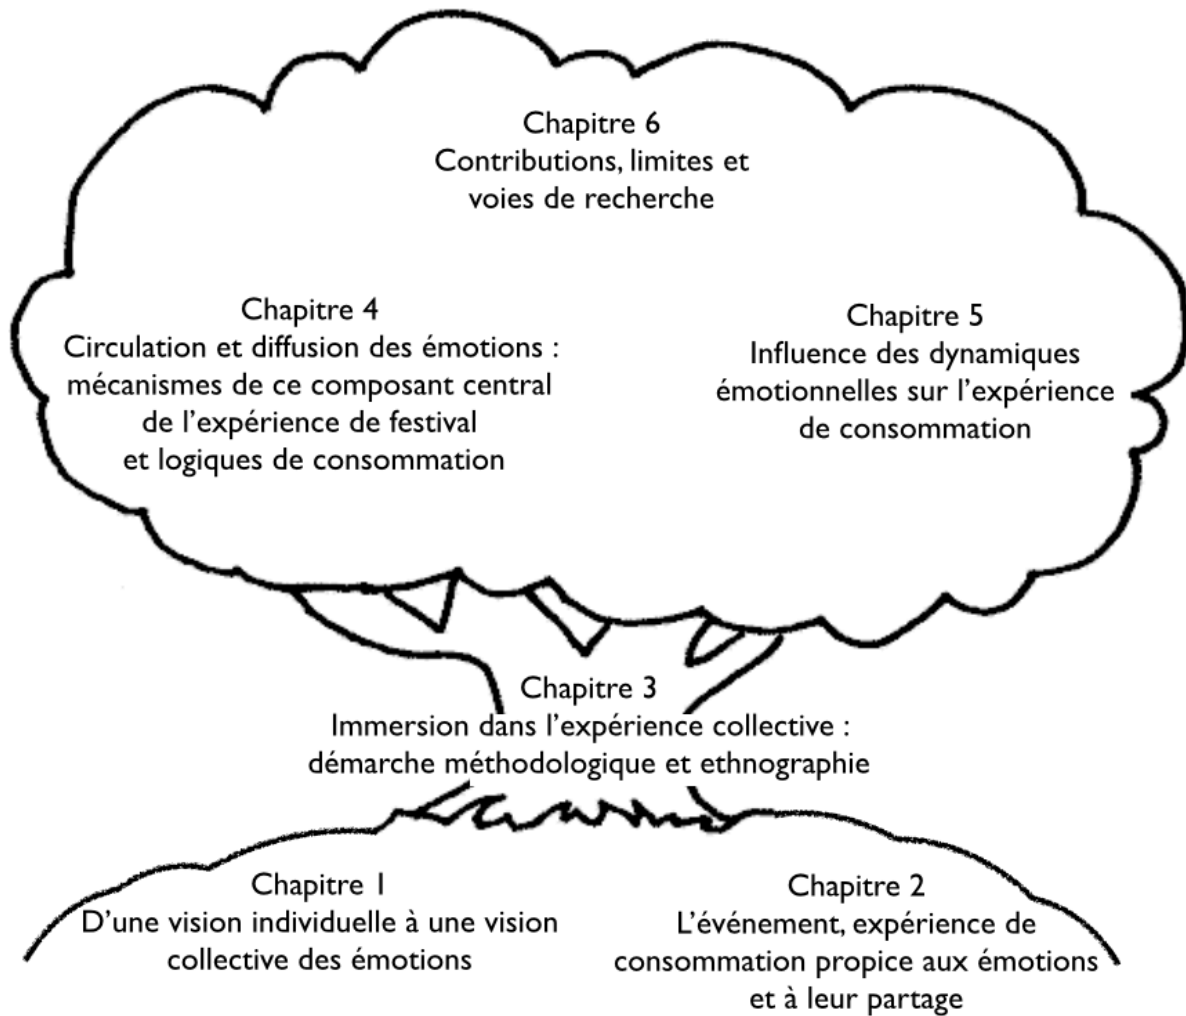 Chapitre 6
Contributions, limites et
voies de recherche
Chapitre 4
Circulation et diffusion des émotions :
mécanismes de ce composant central
de l'expérience de festival
et logiques de consommation
Chapitre 5
Influence des dynamiques
émotionnelles sur l'expérience
de consommation
Chapitre 3
Immersion dans l'expérience collective :
démarche méthodologique et ethnographie
Chapitre 1
D'une vision individuelle à une vision
collective des émotions
Chapitre 2
L'événement, expérience de
consommation propice aux émotions
et à leur partage